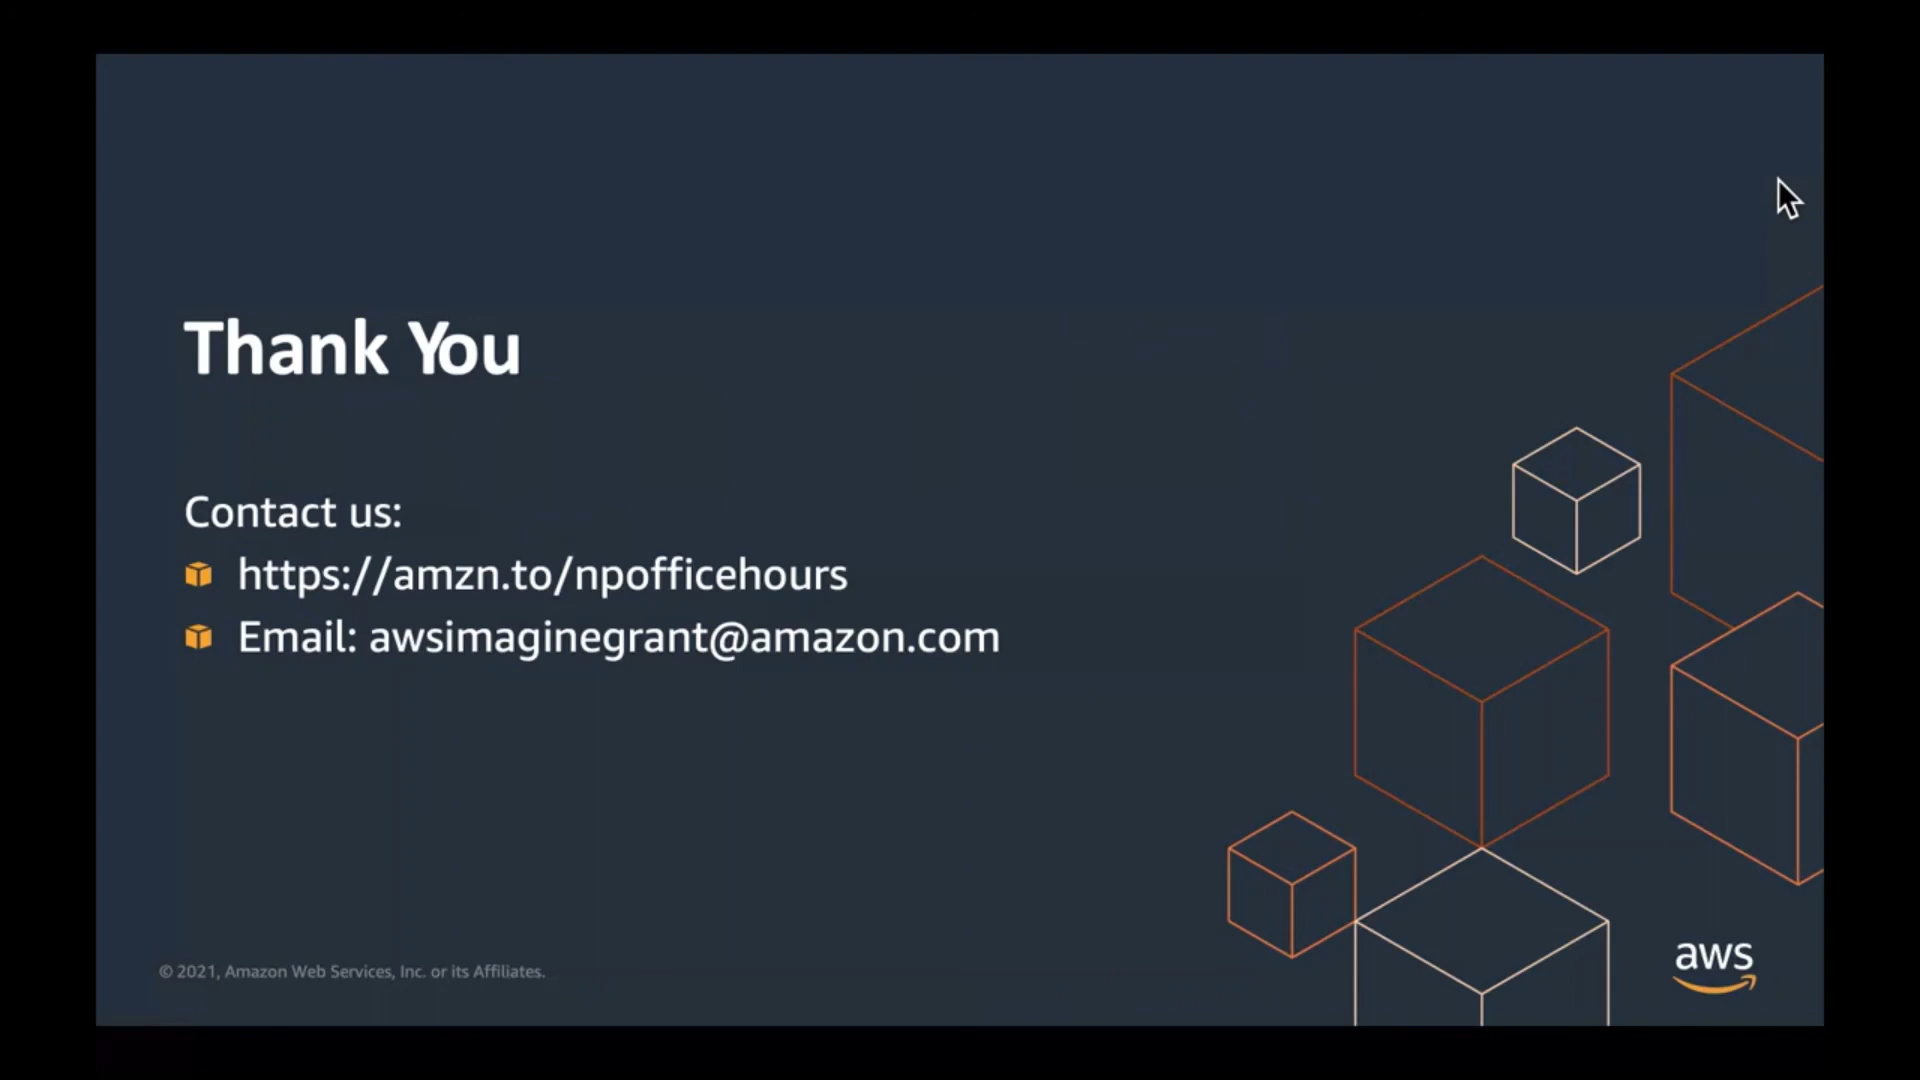 Thank You
Contact us:
https://amzn.to/npofficehours
Email: awsimaginegrant@amazon.com
© 2021, Amazon Web Services, Inc. or its Affiliates.
aws